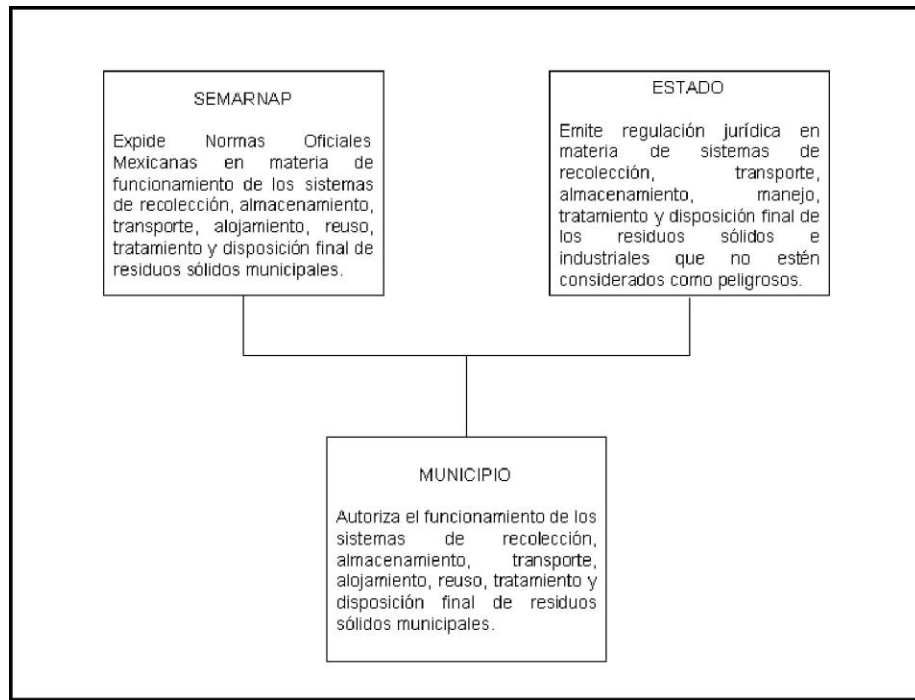 SEMARNAP
Expide Normas Oficiales
Mexicanas en materia de
funcionamiento de los sistemas
de recolección, almacenamiento,
transporte, alojamiento, reuso,
tratamiento y disposición final de
residuos sólidos municipales.
ESTADO
Emite regulación jurídica en
materia de sistemas de
recolección, transporte,
almacenamiento, manejo,
tratamiento y disposición final de
los residuos sólidos e
industriales que no estén
considerados como peligrosos.
MUNICIPIO
Autoriza el funcionamiento de los
sistemas de recolección,
almacenamiento, transporte,
alojamiento, reuso, tratamiento y
disposición final de residuos
sólidos municipales.